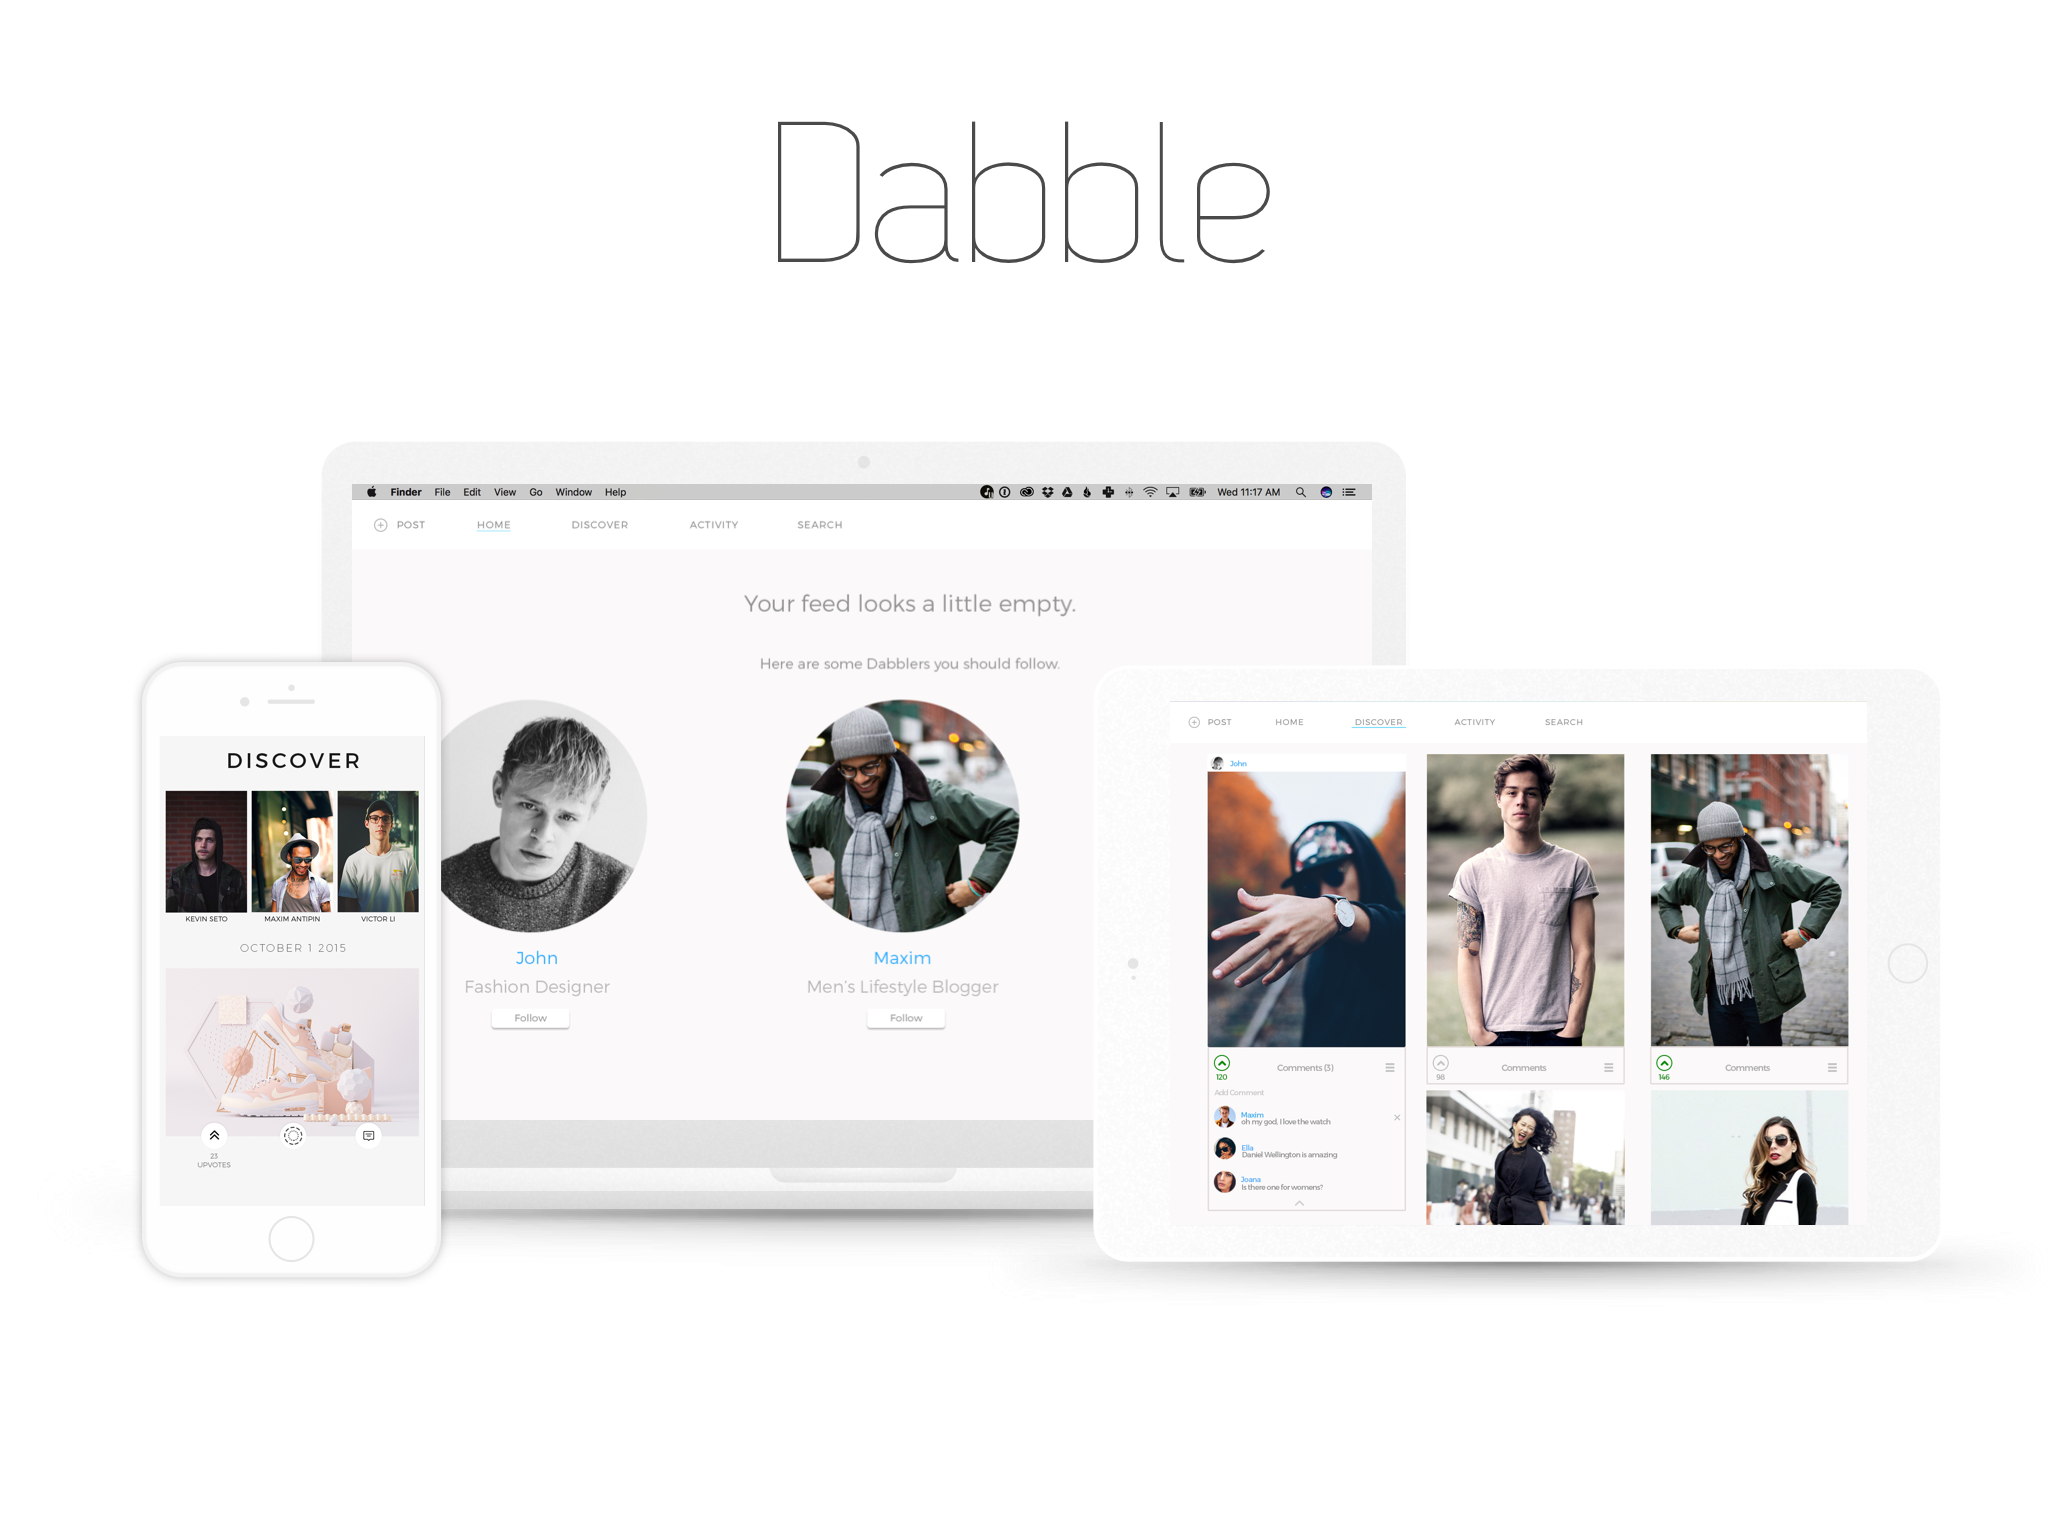 Dabble
Finder File Edit View Go Window Help Wed 11:17 AM
POST HOME DISCOVER ACTIVITY SEARCH
Your feed looks a little empty.
Here are some Dabblers you should follow.
John
Fashion Designer
Follow
Maxim
Men's Lifestyle Blogger
Follow
DISCOVER
KEVIN SETO MAXIM ANTIPIN VICTOR LI
OCTOBER 1 2015
23
UPVOTES
POST HOME DISCOVER ACTIVITY SEARCH
John
120
Comments (3)
Add Comment
Maxim
oh my god, I love the watch
Ella
Daniel Wellington is amazing
Joana
Is there one for womens?
98
Comments
146
Comments